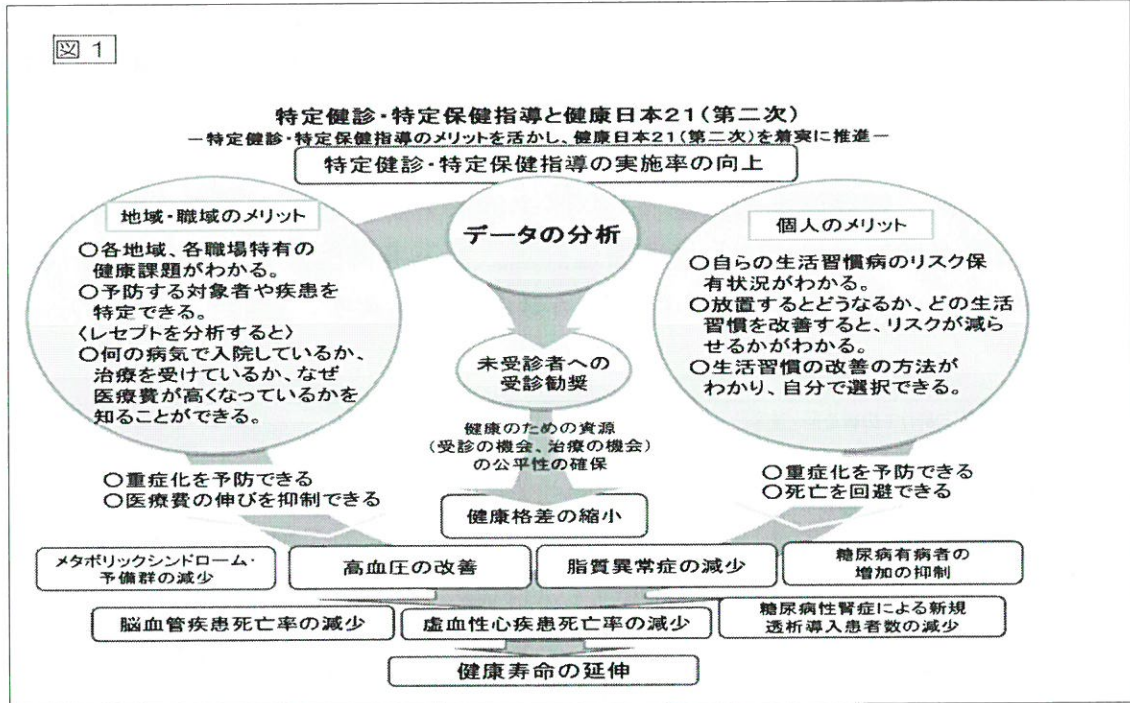 図 1
特定健診・特定保健指導と健康日本21(第二次)
－特定健診・特定保健指導のメリットを活かし、健康日本21(第二次)を着実に推進－
特定健診・特定保健指導の実施率の向上
地域・職域のメリット
○各地域、各職場特有の
健康課題がわかる。
○予防する対象者や疾患を
特定できる。
〈レセプトを分析すると〉
○何の病気で入院しているか、
治療を受けているか、なぜ
医療費が高くなっているかを
知ることができる。
○重症化を予防できる
○医療費の伸びを抑制できる
データの分析
未受診者への
受診勧奨
健康のための資源
(受診の機会、治療の機会)
の公平性の確保
健康格差の縮小
個人のメリット
○自らの生活習慣病のリスク保
有状況がわかる。
○放置するとどうなるか、どの生活
習慣を改善すると、リスクが減ら
せるかがわかる。
○生活習慣の改善の方法が
わかり、自分で選択できる。
○重症化を予防できる
○死亡を回避できる
メタボリックシンドローム・
予備群の減少
高血圧の改善
脂質異常症の減少
糖尿病有病者の
増加の抑制
脳血管疾患死亡率の減少
虚血性心疾患死亡率の減少
糖尿病性腎症による新規
透析導入患者数の減少
健康寿命の延伸